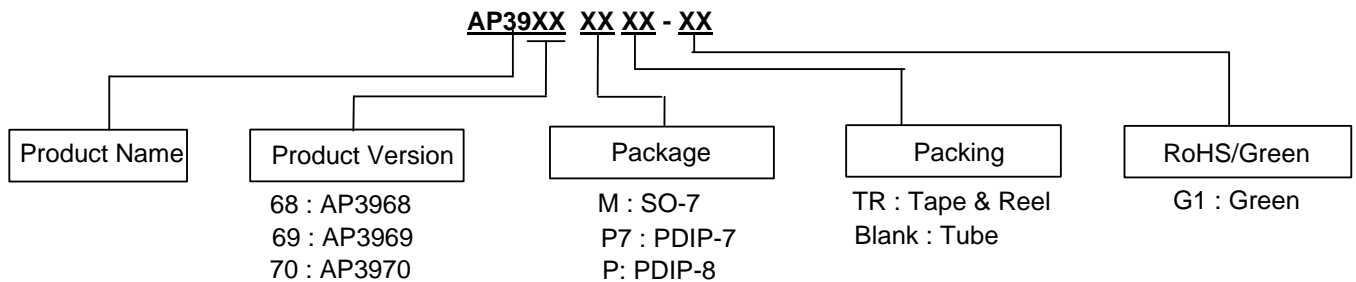 AP39XX XX XX - XX
Product Name
Product Version
Package
Packing
RoHS/Green
68 : AP3968
69 : AP3969
70 : AP3970
M : SO-7
P7 : PDIP-7
P: PDIP-8
TR : Tape & Reel
Blank : Tube
G1 : Green